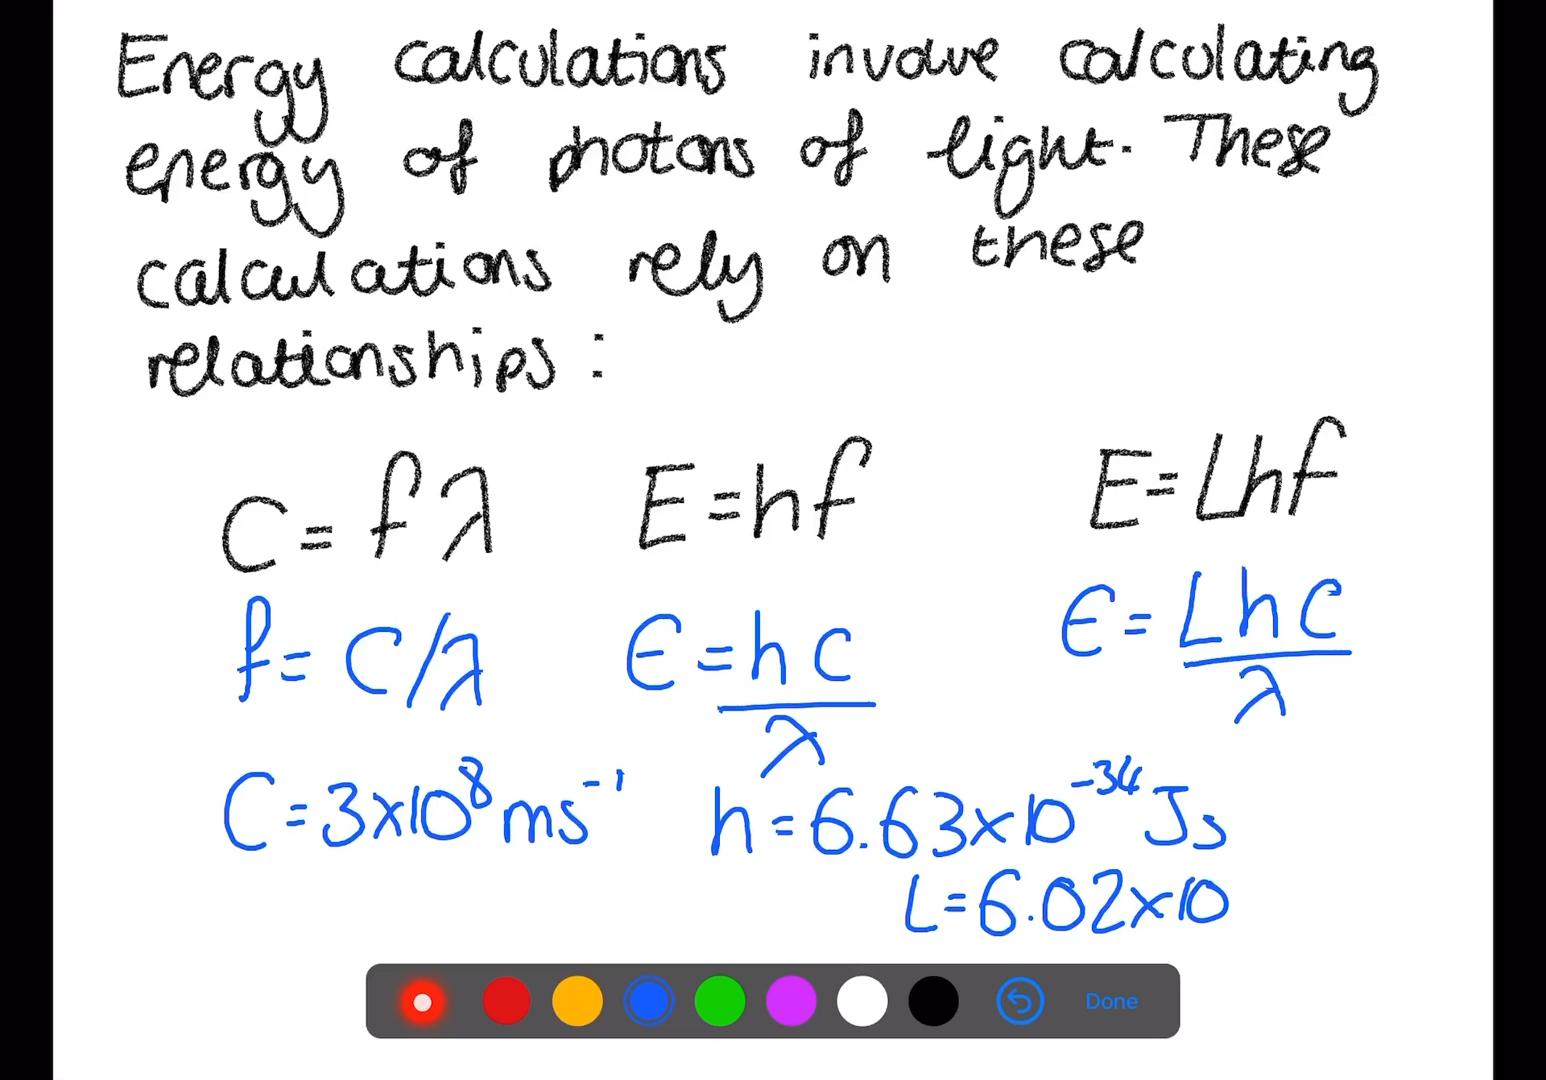 Energy calculations involve calculating
energy of photons of light. These
calculations rely on these
relationships:
C = fλ E = hf E = Lhf
f = C/λ E = hc/λ E = Lhc/λ
C = 3x10⁸ ms⁻¹ h = 6.63x10⁻³⁴ Js
L = 6.02x10
Done